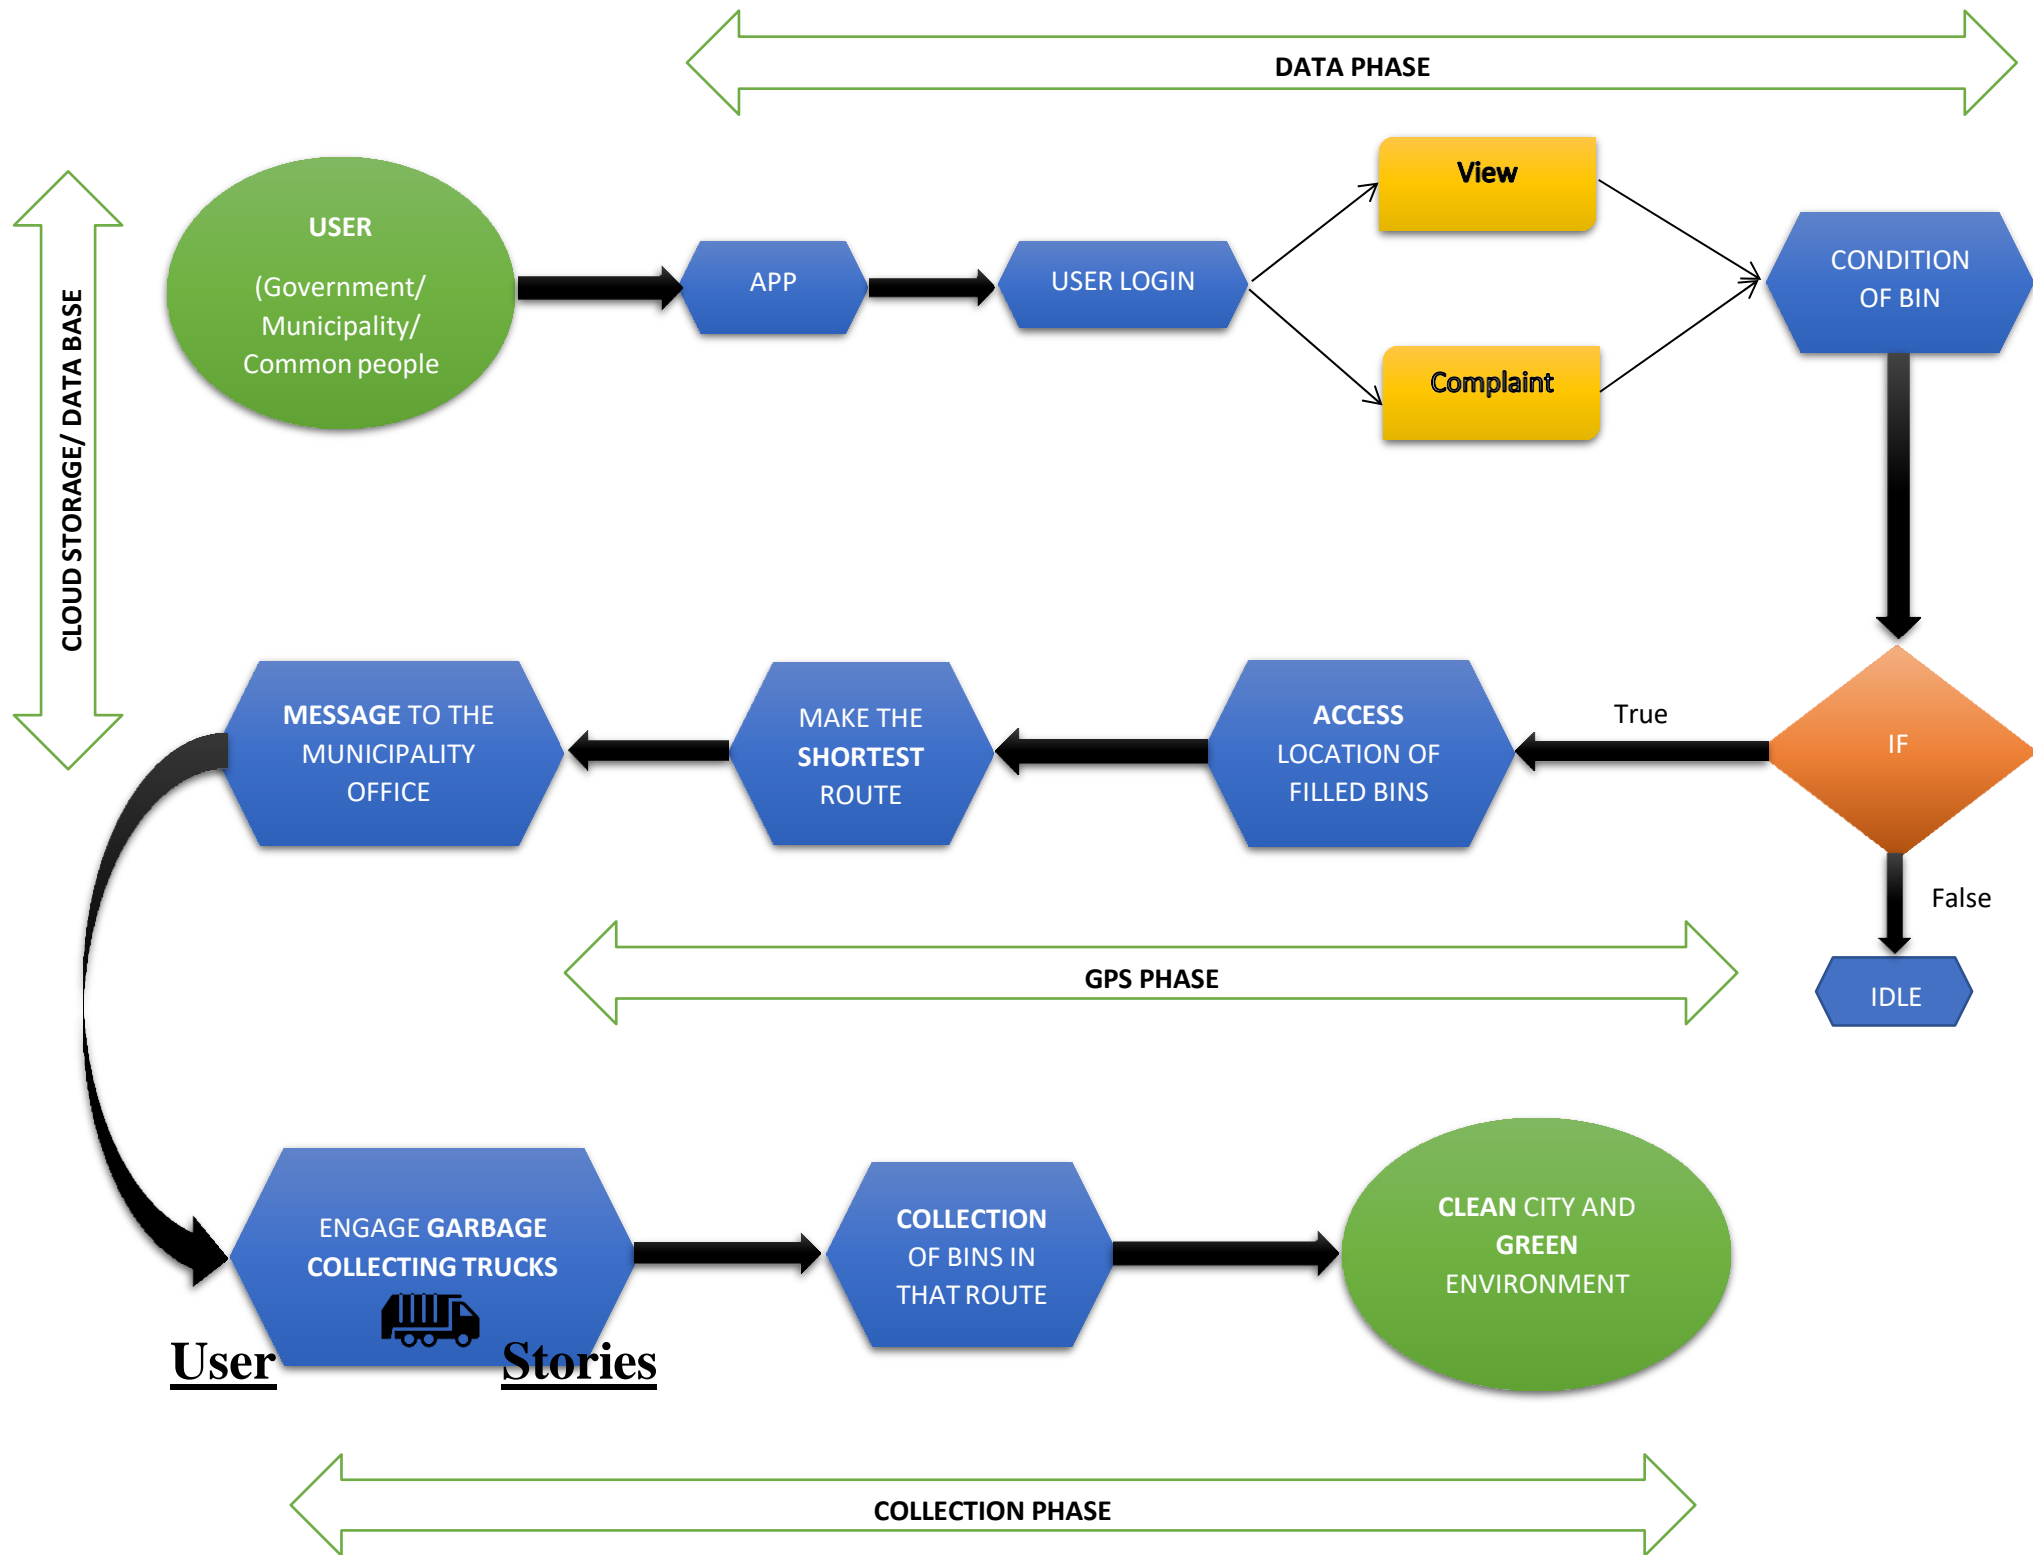 DATA PHASE
CLOUD STORAGE/ DATA BASE
USER
(Government/
Municipality/
Common people
APP
USER LOGIN
View
Complaint
CONDITION
OF BIN
IF
True
False
IDLE
ACCESS
LOCATION OF
FILLED BINS
MAKE THE
SHORTEST
ROUTE
MESSAGE TO THE
MUNICIPALITY
OFFICE
GPS PHASE
ENGAGE GARBAGE
COLLECTING TRUCKS
COLLECTION
OF BINS IN
THAT ROUTE
CLEAN CITY AND
GREEN
ENVIRONMENT
User Stories
COLLECTION PHASE